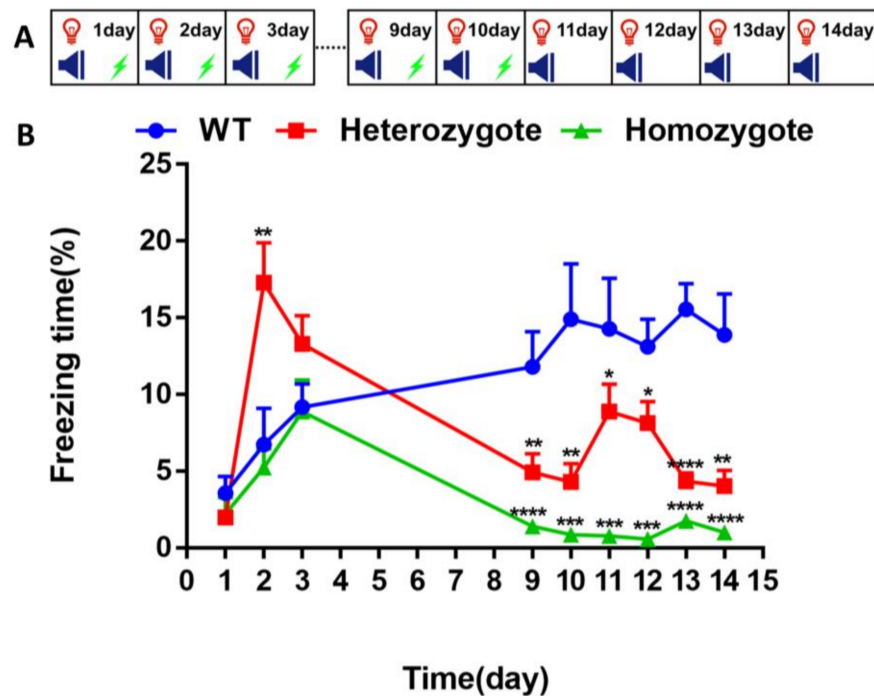 A 1day 2day 3day 9day 10day 11day 12day 13day 14day
B WT Heterozygote Homozygote
25
**
20
15
* *
10
** ** **** **
5
**** *** *** *** **** ****
0
0 1 2 3 4 5 6 7 8 9 10 11 12 13 14 15
Freezing time(%)
Time(day)